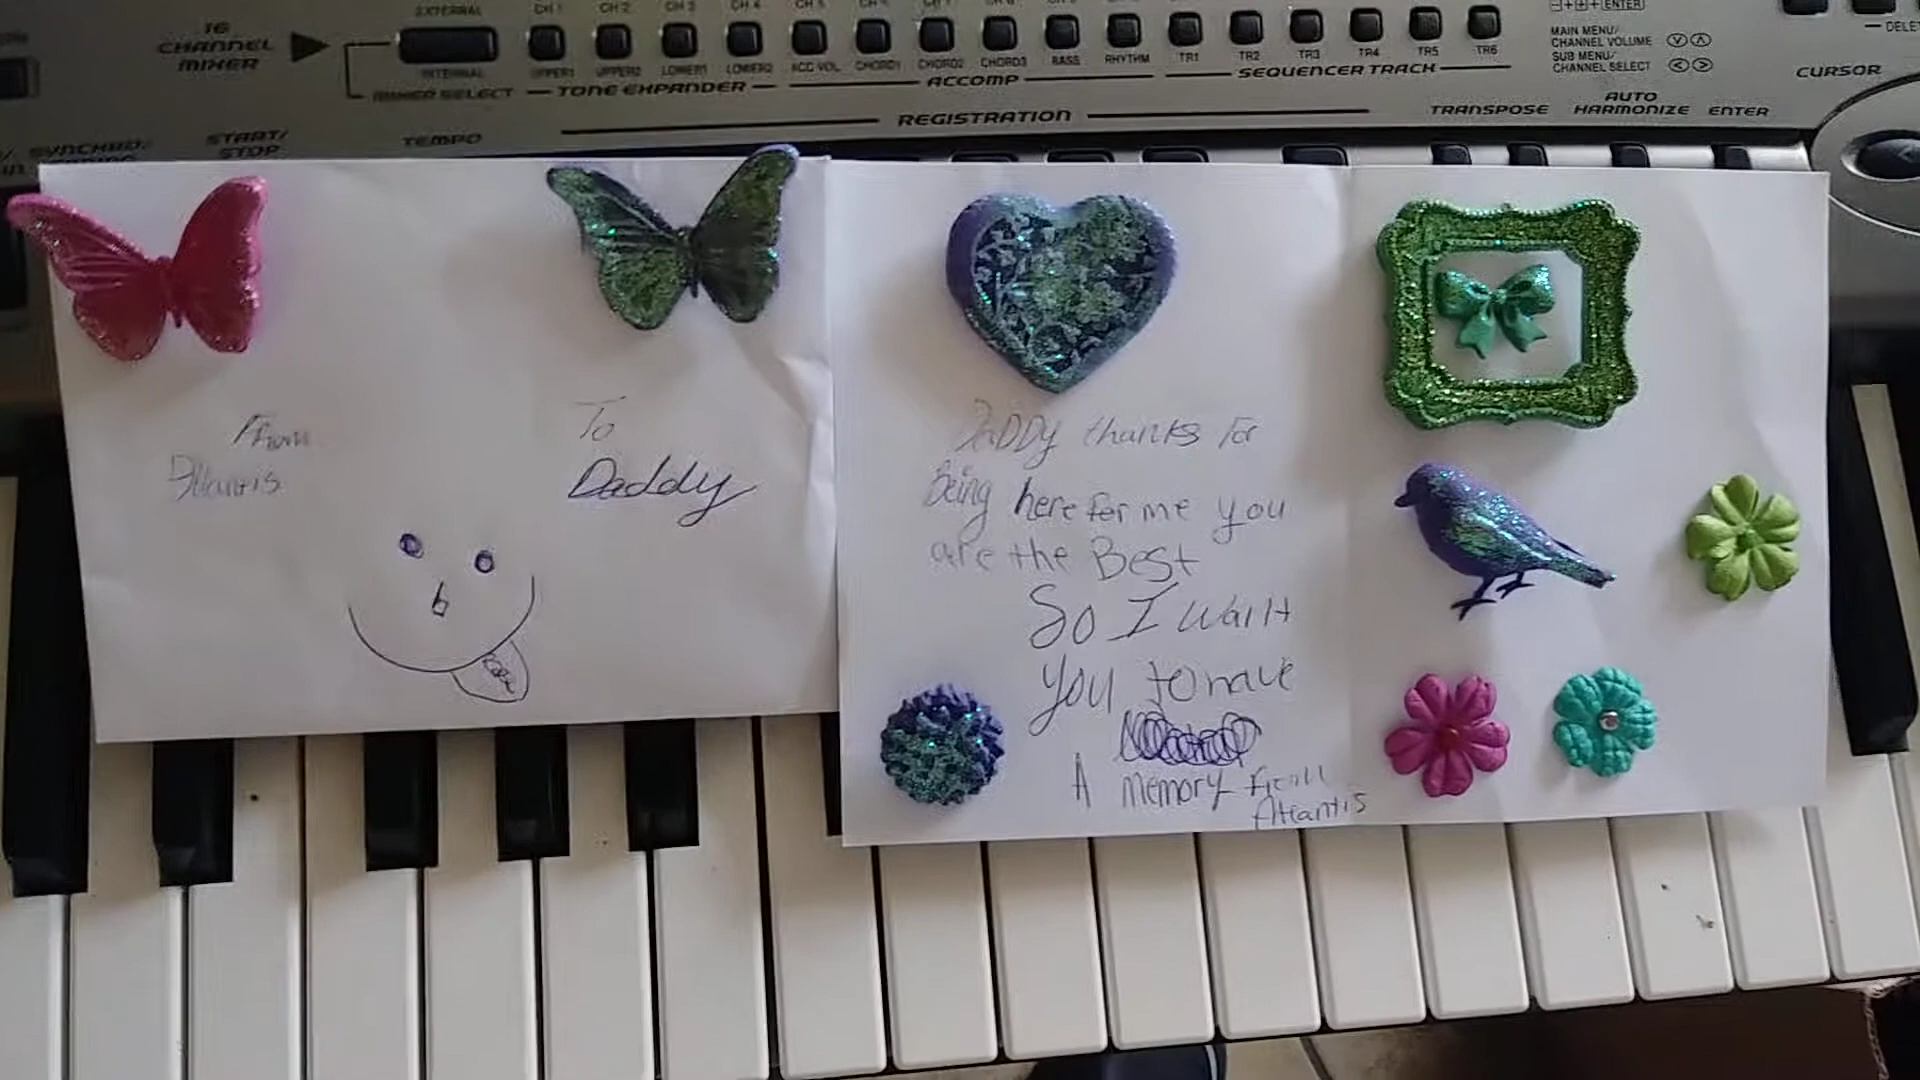 16
CHANNEL
MIXER
EXTERNAL
INTERNAL
MIXER SELECT
CH 1
CH 2
CH 3
CH 4
UPPER1
UPPER2
LOWER1
LOWER2
ACC VOL
CHORD1
CHORD2
CHORD3
BASS
RHYTHM
TR1
TR2
TR3
TR4
TR5
TR6
TONE EXPANDER
ACCOMP
SEQUENCER TRACK
MAIN MENU/
CHANNEL VOLUME
SUB MENU/
CHANNEL SELECT
CURSOR
REGISTRATION
TRANSPOSE
AUTO
HARMONIZE
ENTER
START/
STOP
TEMPO
From
Atlantis
To
Daddy
DaDDy thanks for
Being here for me you
are the Best
So I want
you to have
A memory From
Atlantis